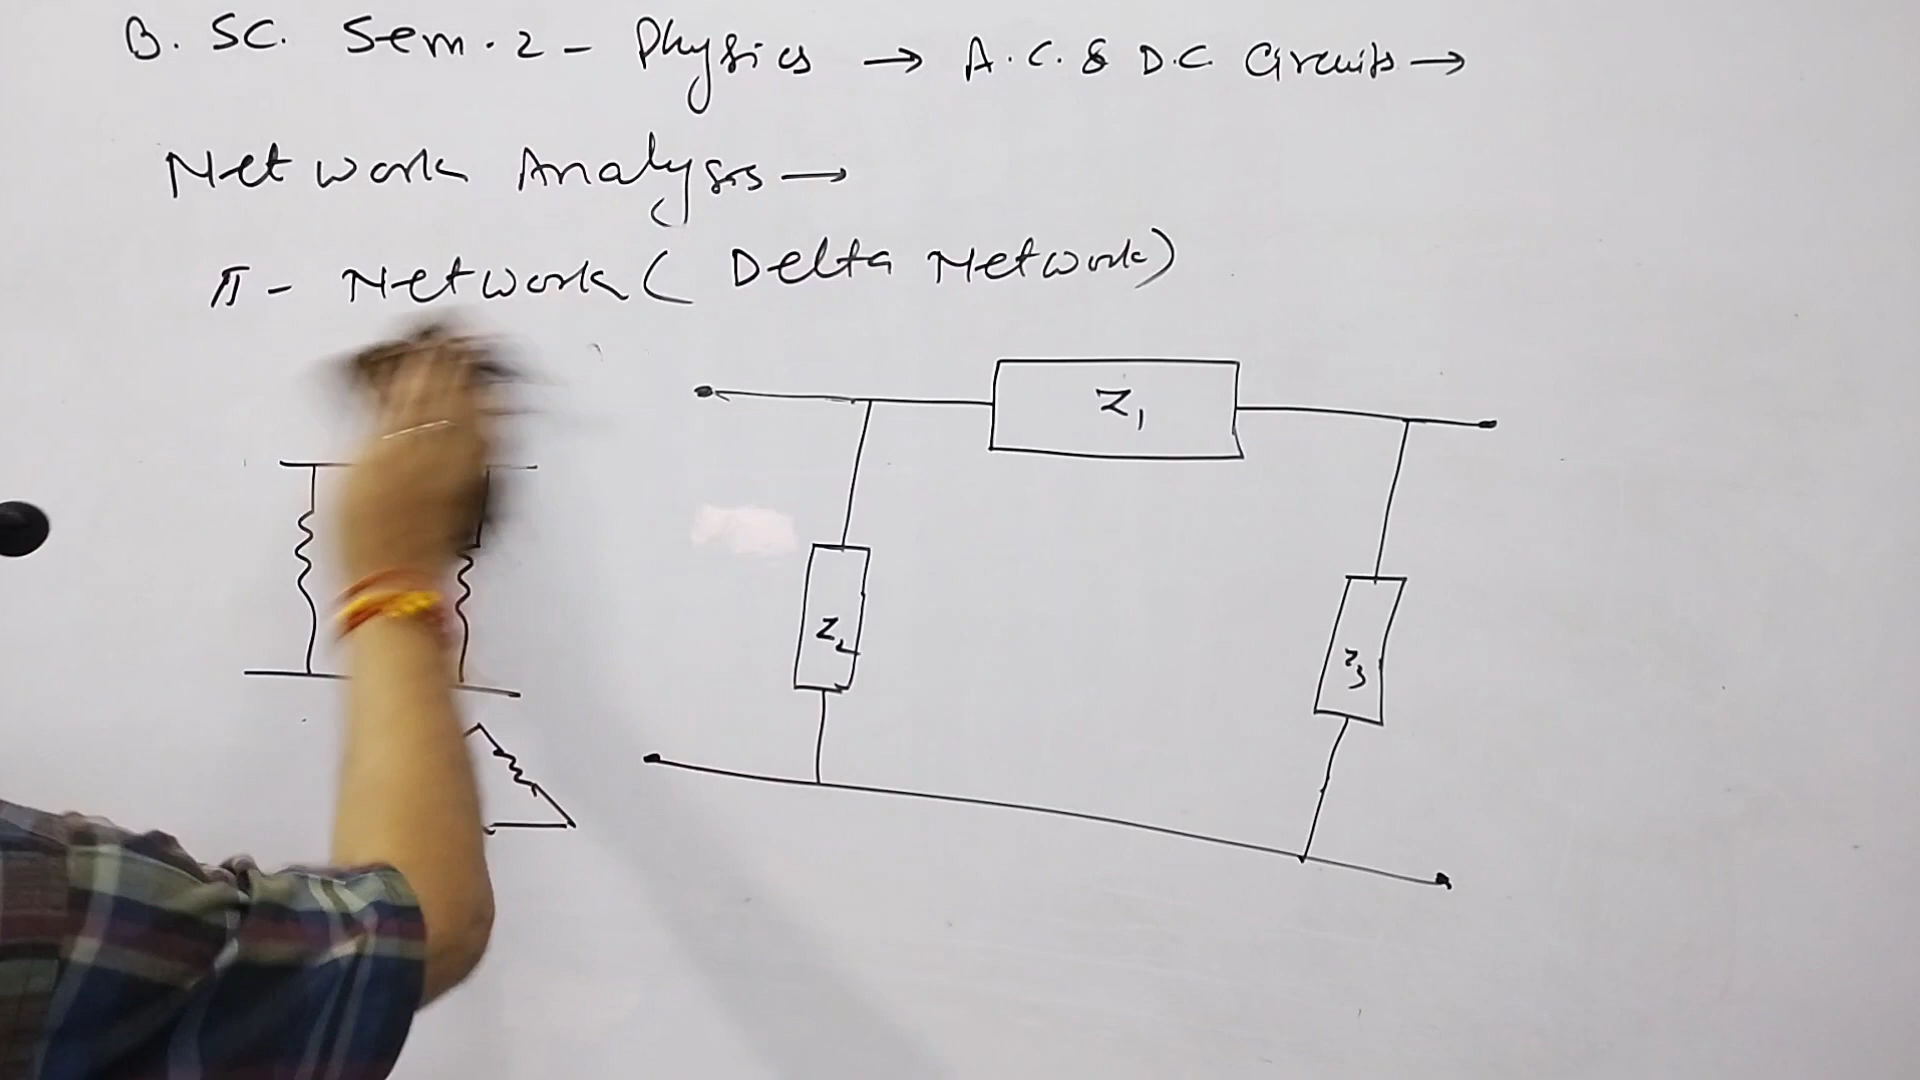 B. SC. Sem. 2 - Physics → A.C. & D.C. Circuits →
Network Analysis →
π - Network ( Delta Network)
Z1
Z2
Z3